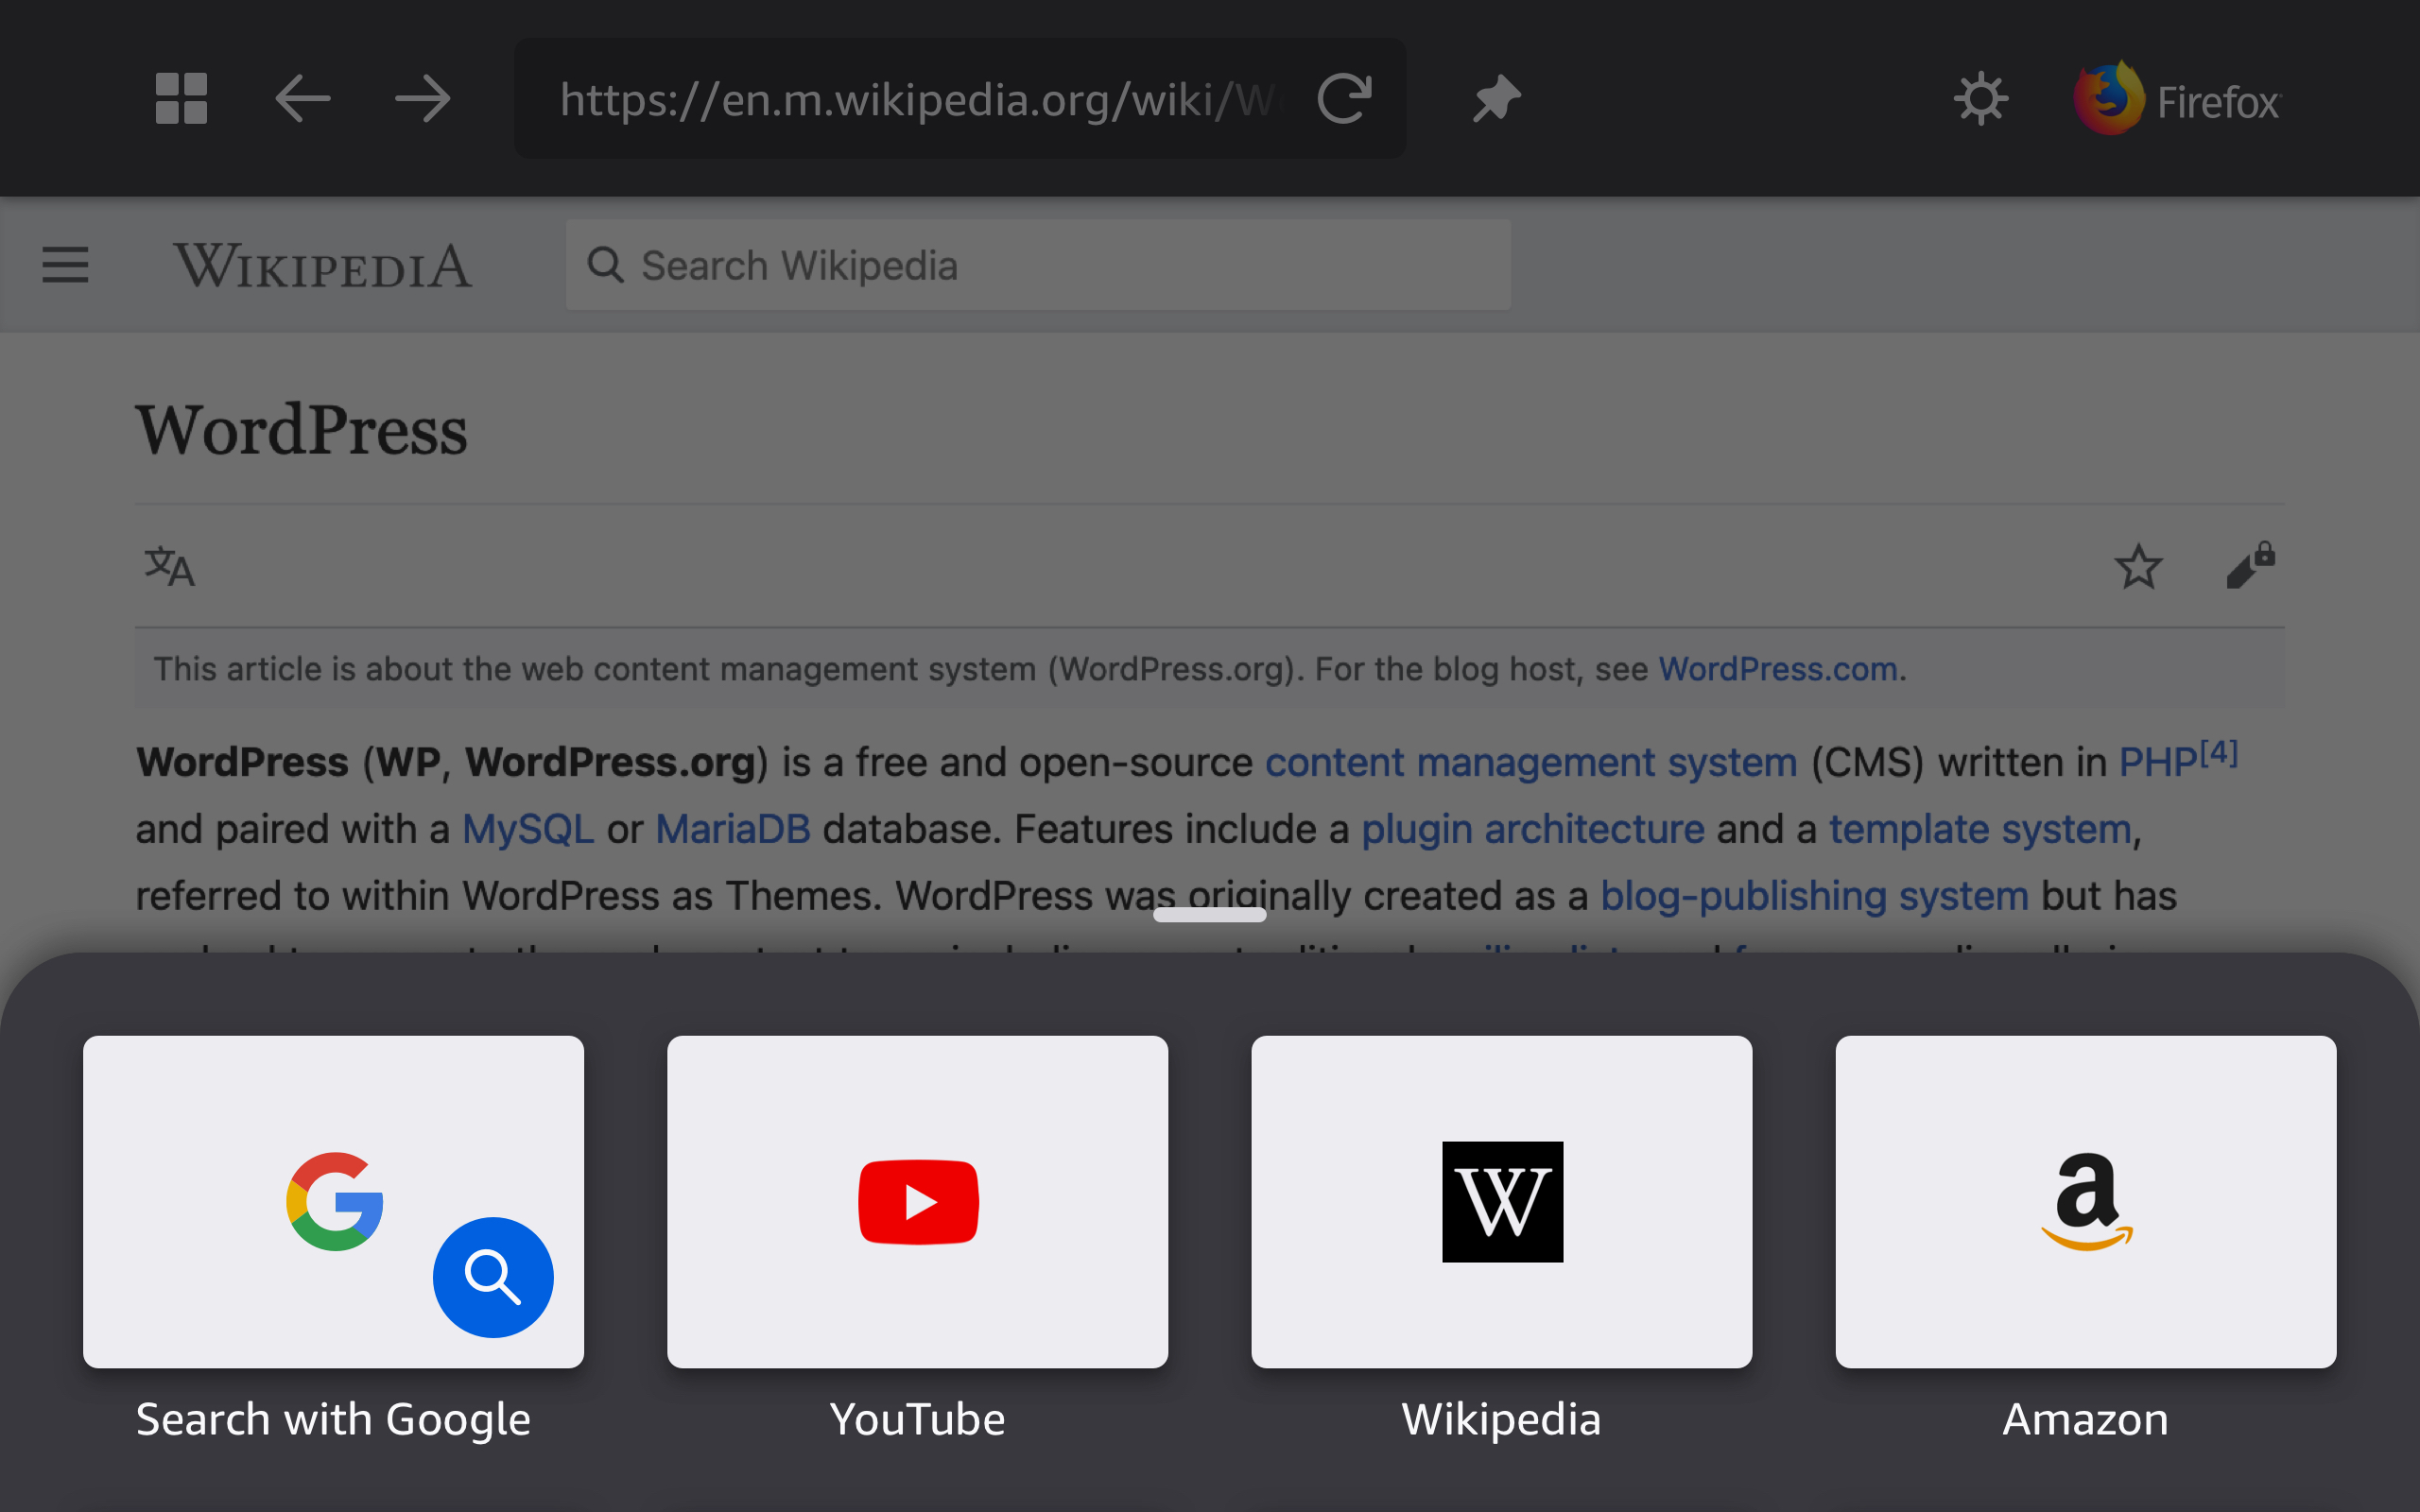 https://en.m.wikipedia.org/wiki/W
Firefox
WIKIPEDIA
Search Wikipedia
WordPress
文A
This article is about the web content management system (WordPress.org). For the blog host, see WordPress.com.
WordPress (WP, WordPress.org) is a free and open-source content management system (CMS) written in PHP[4]
and paired with a MySQL or MariaDB database. Features include a plugin architecture and a template system,
referred to within WordPress as Themes. WordPress was originally created as a blog-publishing system but has
G
W
a
Search with Google
YouTube
Wikipedia
Amazon